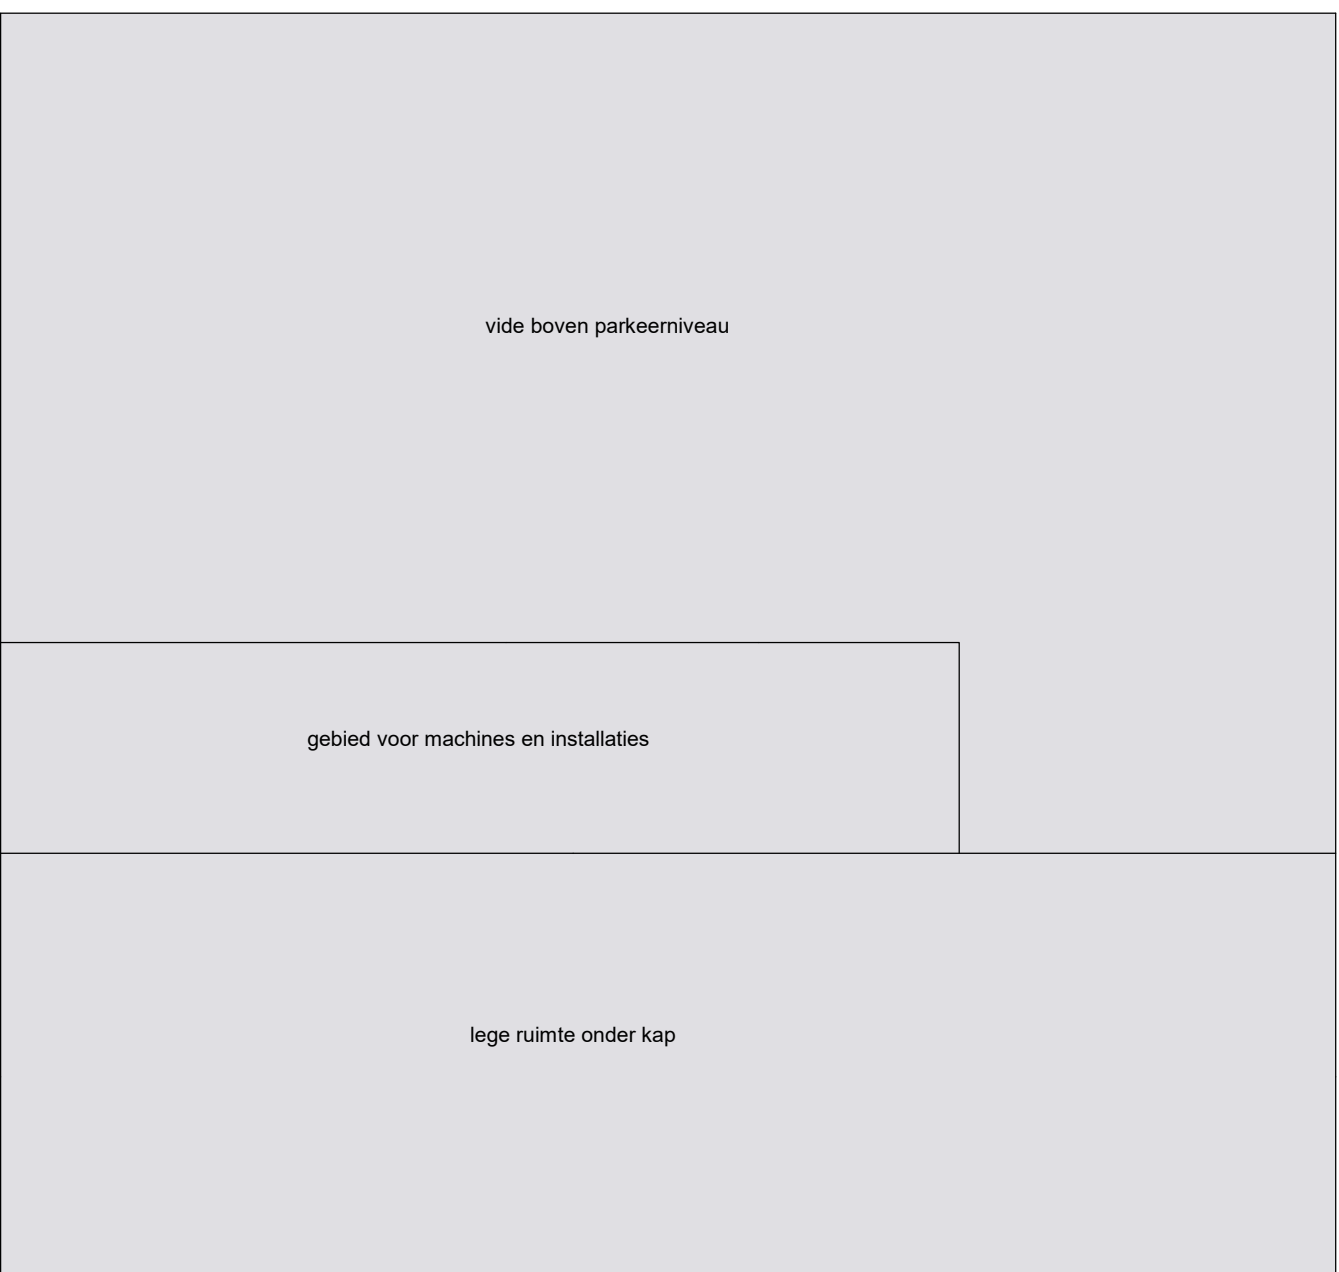 vide boven parkeerniveau
gebied voor machines en installaties
lege ruimte onder kap